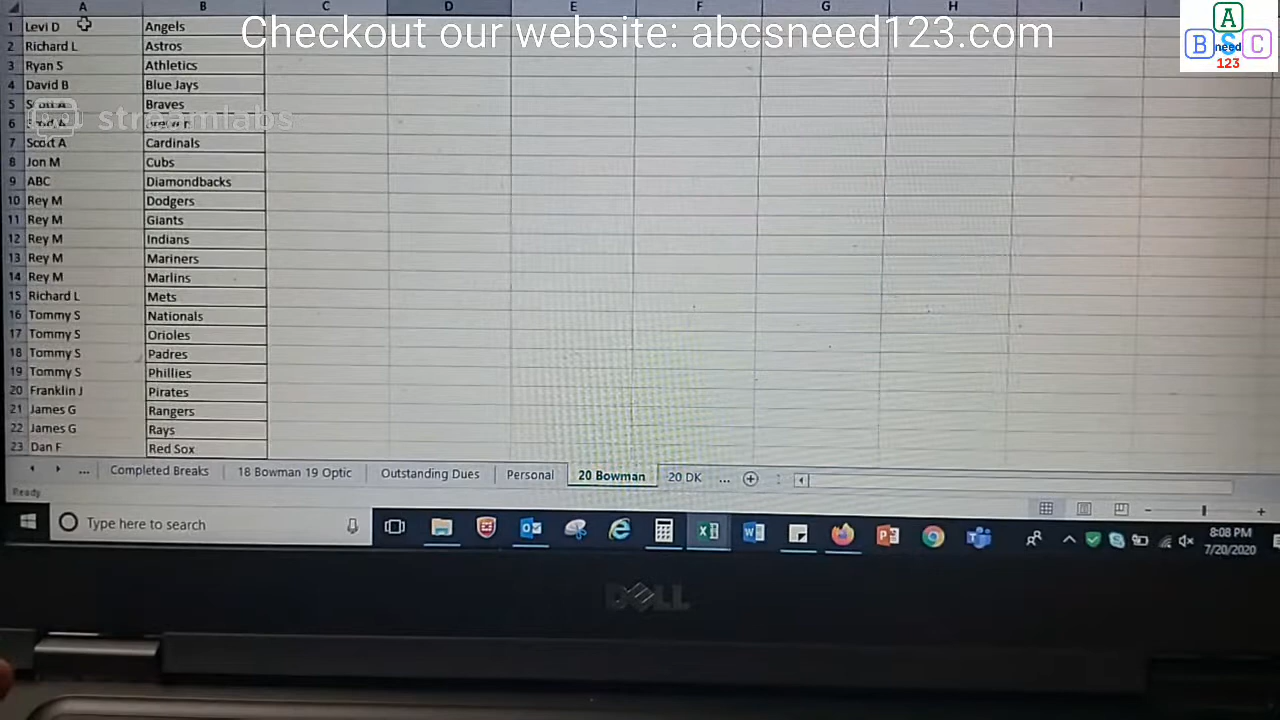 A B C D E F G H I
1 Levi D Angels
Checkout our website: abcsneed123.com
A
B S C
need
123
2 Richard L Astros
3 Ryan S Athletics
4 David B Blue Jays
5 Scott A Braves
streamlabs
6
7 Scott A Cardinals
8 Jon M Cubs
9 ABC Diamondbacks
10 Rey M Dodgers
11 Rey M Giants
12 Rey M Indians
13 Rey M Mariners
14 Rey M Marlins
15 Richard L Mets
16 Tommy S Nationals
17 Tommy S Orioles
18 Tommy S Padres
19 Tommy S Phillies
20 Franklin J Pirates
21 James G Rangers
22 James G Rays
23 Dan F Red Sox
... Completed Breaks 18 Bowman 19 Optic Outstanding Dues Personal 20 Bowman 20 DK ...
Ready
Type here to search
8:08 PM
7/20/2020
DELL